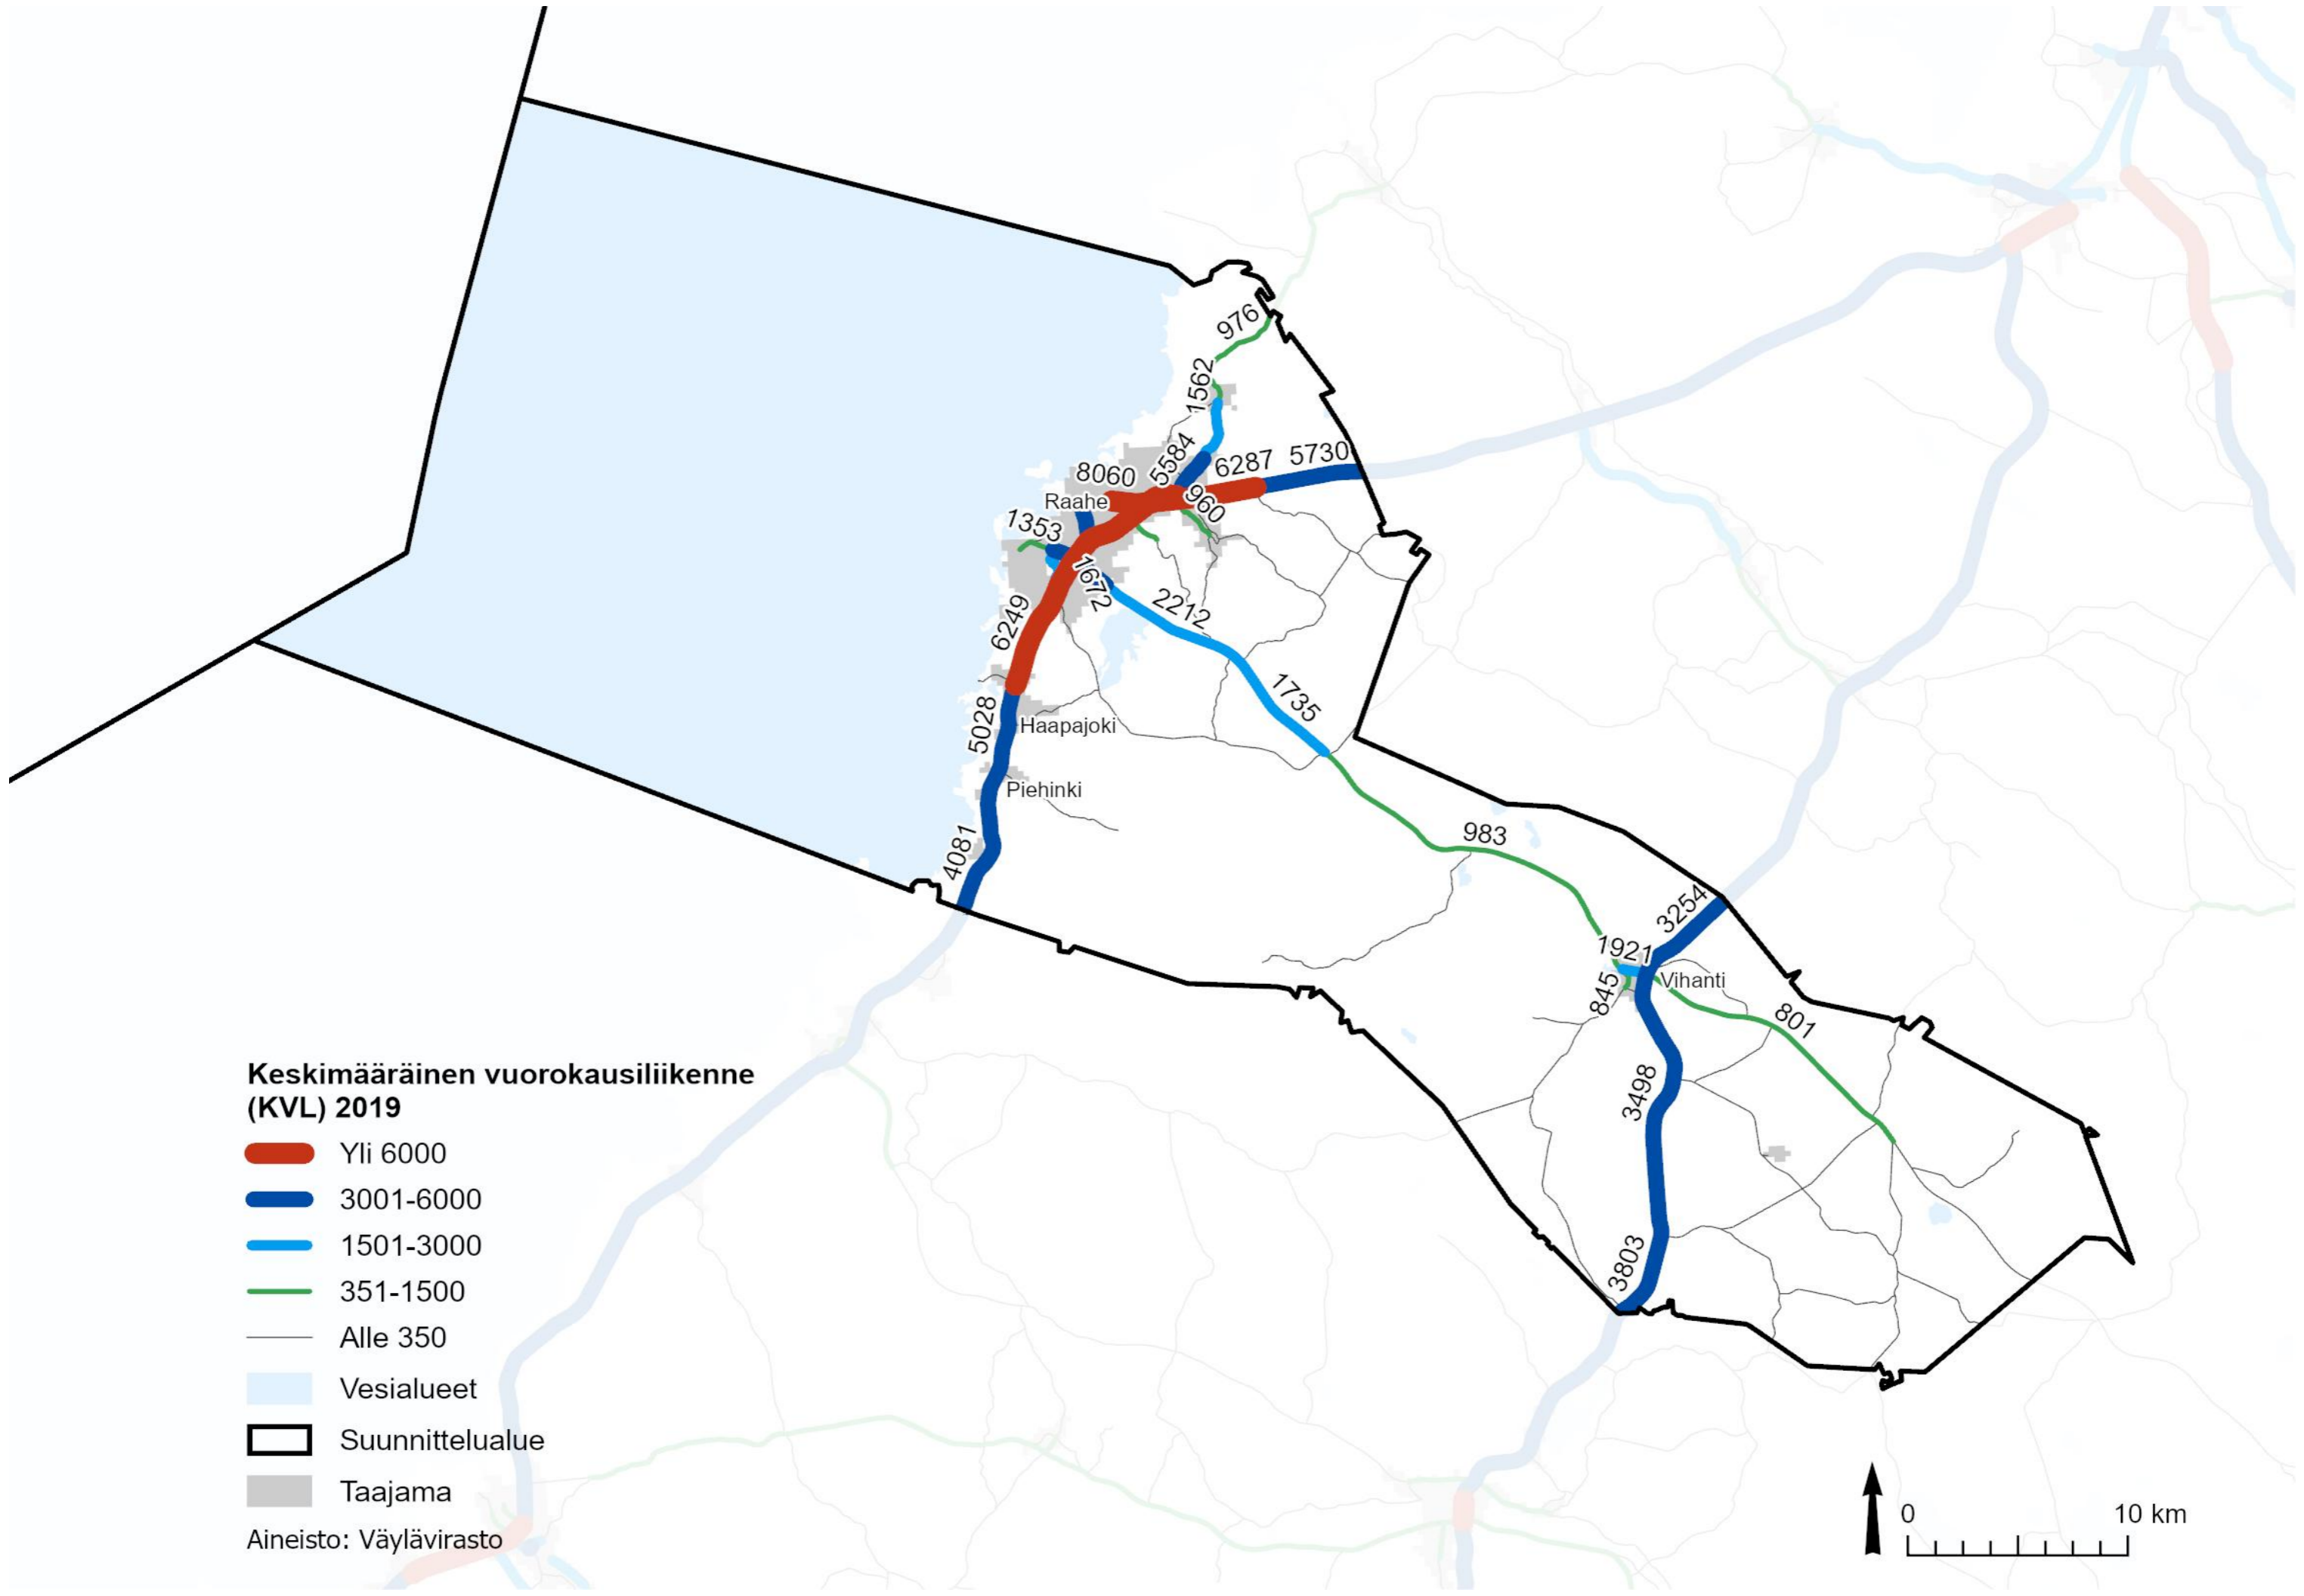 976
1562
5584
6287
5730
8060
Raahe
960
1353
1672
2212
6249
1735
5028
Haapajoki
Piehinki
4081
983
3254
1921
Vihanti
845
801
3498
3803
Keskimääräinen vuorokausiliikenne
(KVL) 2019
Yli 6000
3001-6000
1501-3000
351-1500
Alle 350
Vesialueet
Suunnittelualue
Taajama
Aineisto: Väylävirasto
0
10 km